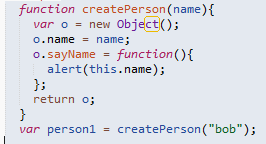 function createPerson(name){
  var o = new Object();
  o.name = name;
  o.sayName = function(){
    alert(this.name);
  };
  return o;
}
var person1 = createPerson("bob");